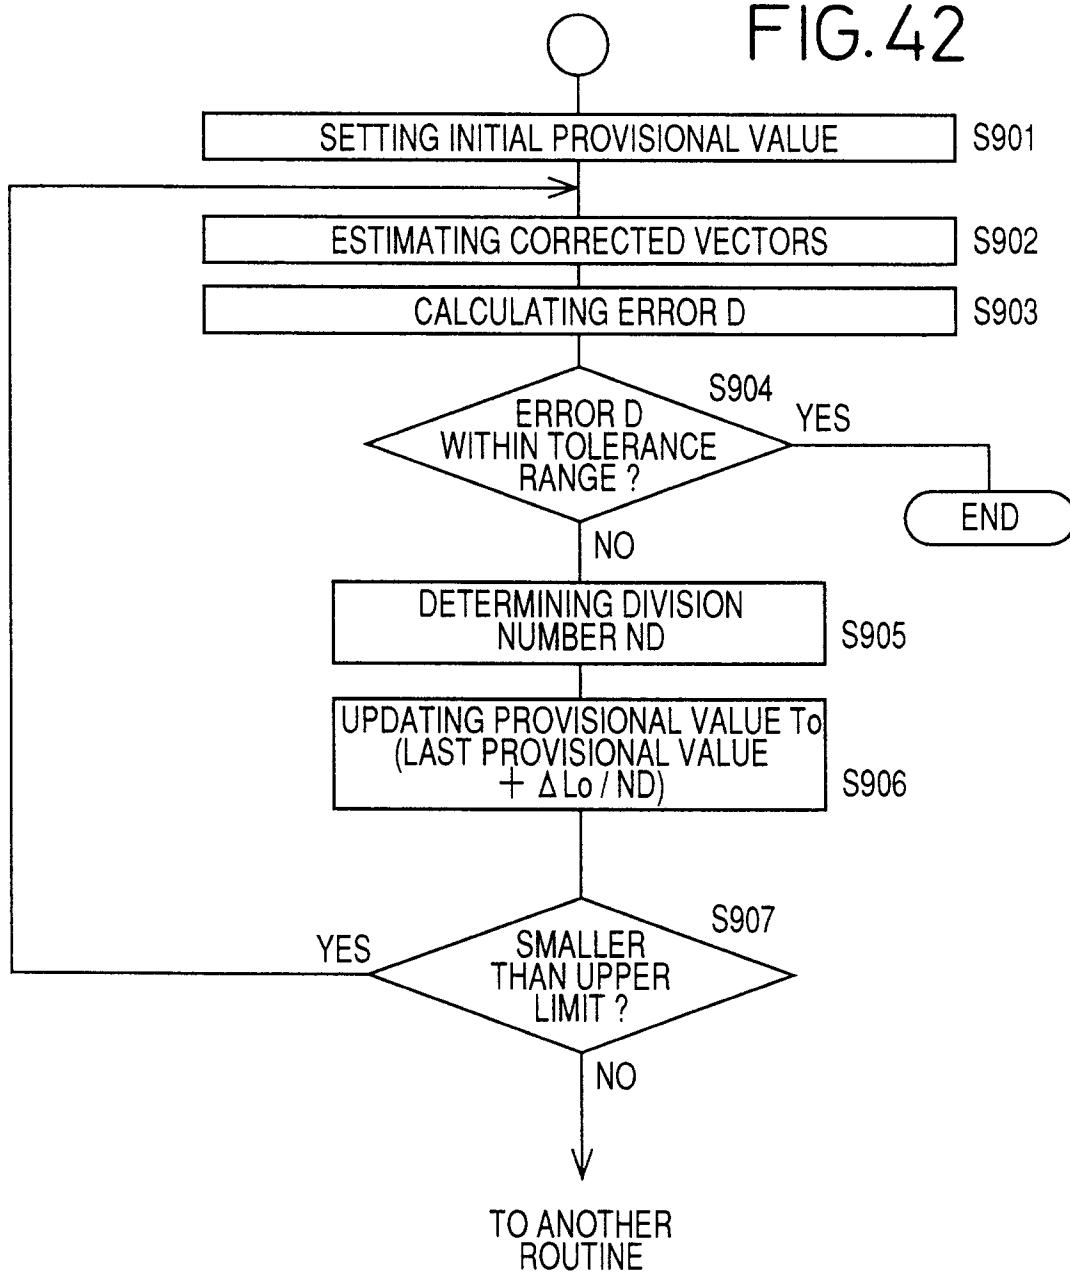 FIG. 42
SETTING INITIAL PROVISIONAL VALUE
S901
ESTIMATING CORRECTED VECTORS
S902
CALCULATING ERROR D
S903
S904
ERROR D
WITHIN TOLERANCE
RANGE ?
YES
END
NO
DETERMINING DIVISION
NUMBER ND
S905
UPDATING PROVISIONAL VALUE To
(LAST PROVISIONAL VALUE
+ Δ Lo / ND)
S906
S907
SMALLER
THAN UPPER
LIMIT ?
YES
NO
TO ANOTHER
ROUTINE